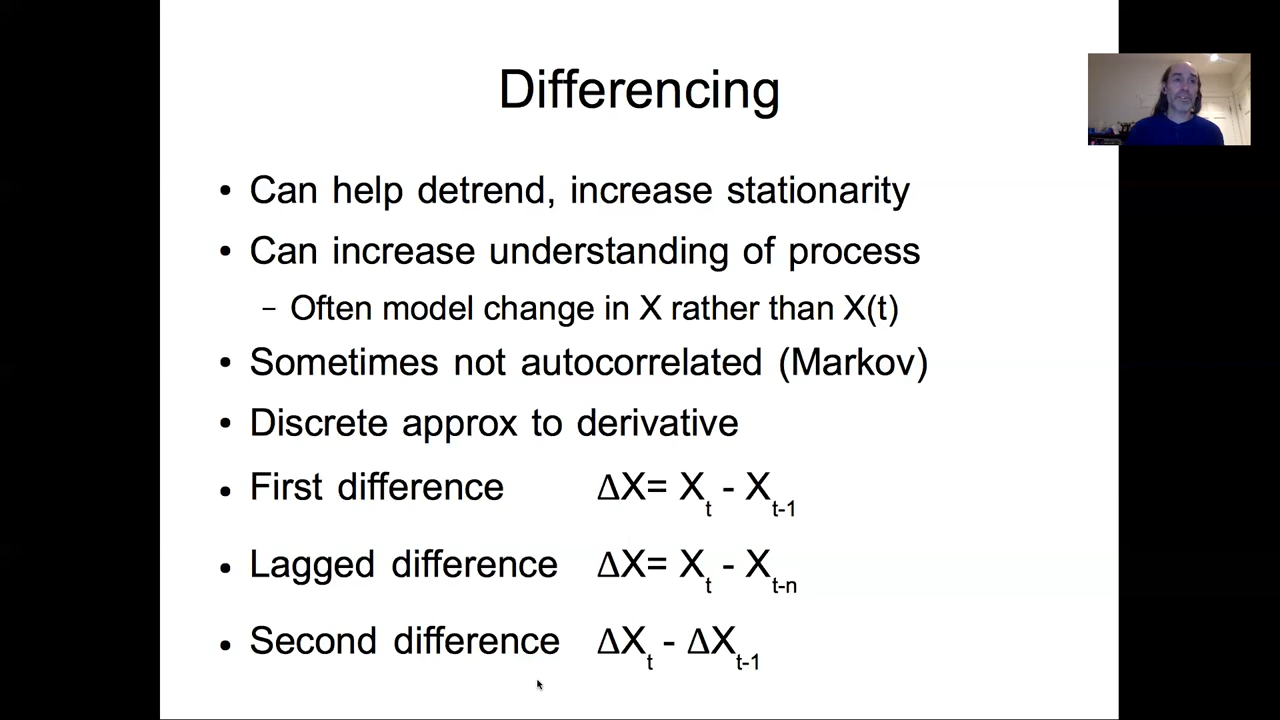 Differencing
• Can help detrend, increase stationarity
• Can increase understanding of process
– Often model change in X rather than X(t)
• Sometimes not autocorrelated (Markov)
• Discrete approx to derivative
• First difference ΔX= Xₜ - Xₜ₋₁
• Lagged difference ΔX= Xₜ - Xₜ₋ₙ
• Second difference ΔXₜ - ΔXₜ₋₁